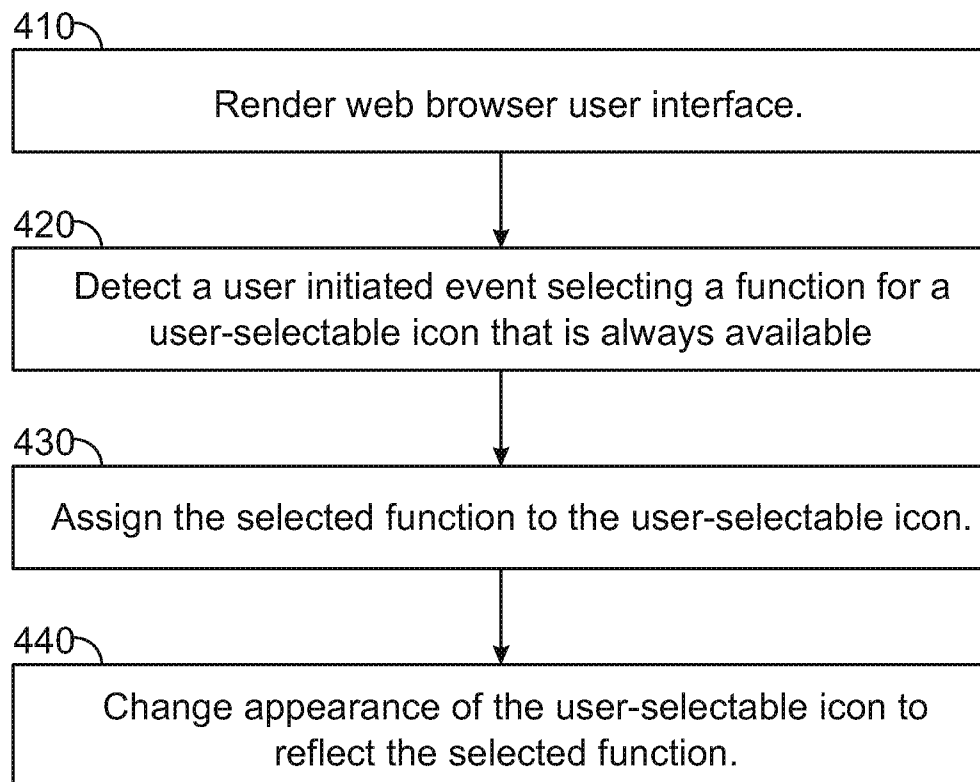 410
Render web browser user interface.
420
Detect a user initiated event selecting a function for a
user-selectable icon that is always available
430
Assign the selected function to the user-selectable icon.
440
Change appearance of the user-selectable icon to
reflect the selected function.